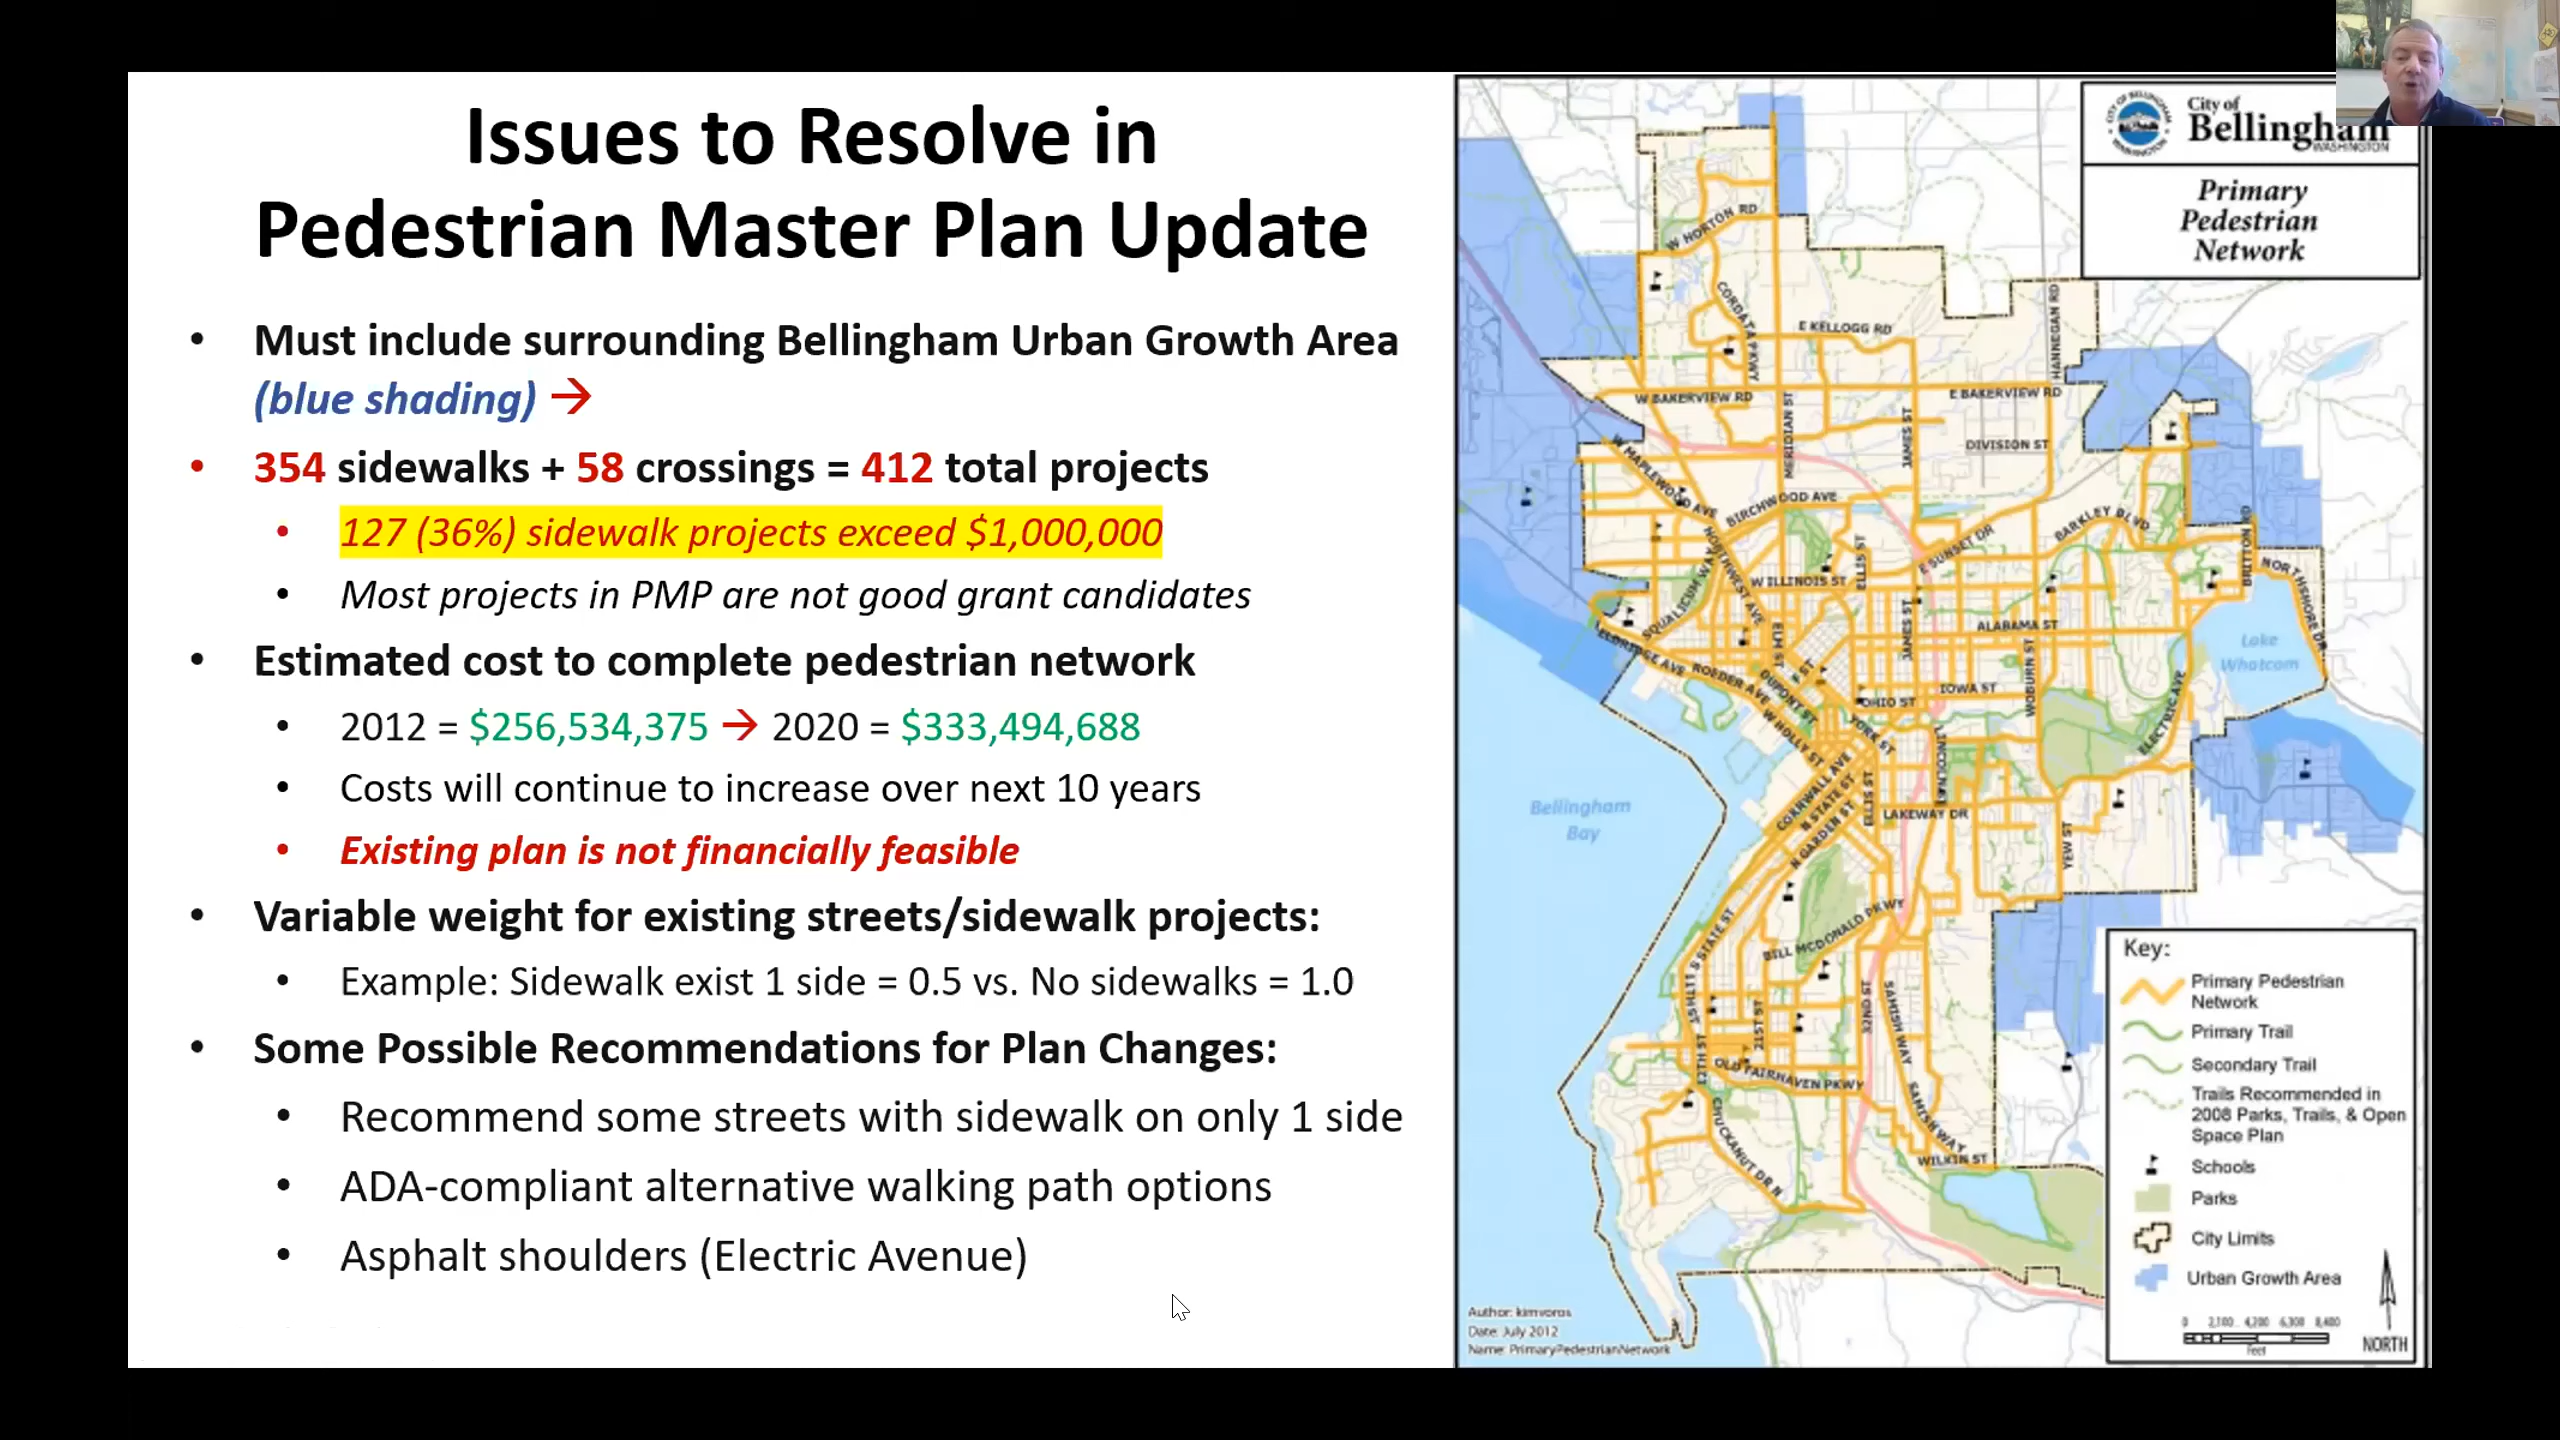 Issues to Resolve in
Pedestrian Master Plan Update
• Must include surrounding Bellingham Urban Growth Area
(blue shading) →
• 354 sidewalks + 58 crossings = 412 total projects
• 127 (36%) sidewalk projects exceed $1,000,000
• Most projects in PMP are not good grant candidates
• Estimated cost to complete pedestrian network
• 2012 = $256,534,375 → 2020 = $333,494,688
• Costs will continue to increase over next 10 years
• Existing plan is not financially feasible
• Variable weight for existing streets/sidewalk projects:
• Example: Sidewalk exist 1 side = 0.5 vs. No sidewalks = 1.0
• Some Possible Recommendations for Plan Changes:
• Recommend some streets with sidewalk on only 1 side
• ADA-compliant alternative walking path options
• Asphalt shoulders (Electric Avenue)
City of
Bellingham
WASHINGTON
Primary
Pedestrian
Network
W HORTON RD
CORDATA PKWY
E KELLOGG RD
HANNEGAN RD
W BAKERVIEW RD
E BAKERVIEW RD
MERIDIAN ST
JAMES ST
DIVISION ST
W MAPLEWOOD AVE
BIRCHWOOD AVE
BARKLEY BLVD
E SUNSET DR
ELLIS ST
NORTHWEST AVE
W ILLINOIS ST
BRITTON RD
NORTHSHORE DR
SQUALICUM WAY
ELDRIDGE AVE
ROEDER AVE
ELM ST
JAMES ST
ALABAMA ST
WOBURN ST
Lake
Whatcom
F ST
DUPONT ST
W HOLLY ST
IOWA ST
OHIO ST
YORK ST
ELECTRIC AVE
LINCOLN ST
Bellingham
Bay
CORNWALL AVE
N STATE ST
N GARDEN ST
ELLIS ST
LAKEWAY DR
YEW ST
BILL MCDONALD PKWY
S STATE ST
11TH ST
12TH ST
21ST ST
32ND ST
SAMISH WAY
SAMISH WAY
OLD FAIRHAVEN PKWY
CHUCKANUT DR N
WILKIN ST
Key:
Primary Pedestrian
Network
Primary Trail
Secondary Trail
Trails Recommended in
2008 Parks, Trails, & Open
Space Plan
Schools
Parks
City Limits
Urban Growth Area
0 2,100 4,200 6,300 8,400
Feet
NORTH
Author: kimvoros
Date: July 2012
Name: PrimaryPedestrianNetwork